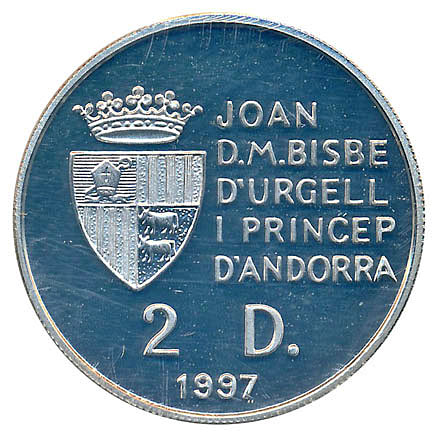 JOAN
D.M.BISBE
D'URGELL
I PRINCEP
D'ANDORRA
2 D.
1997